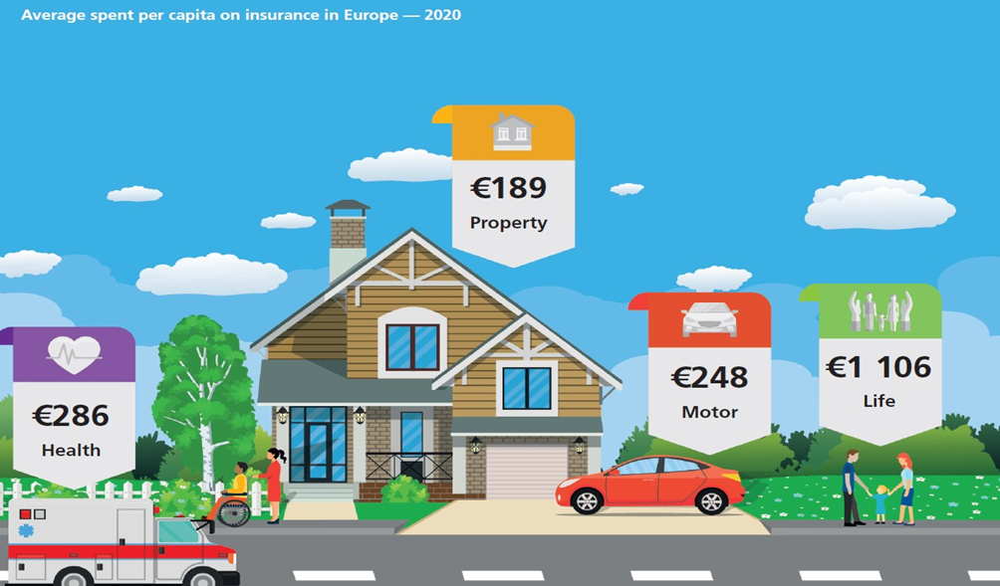 Average spent per capita on insurance in Europe — 2020
€189
Property
€286
Health
€248
Motor
€1 106
Life